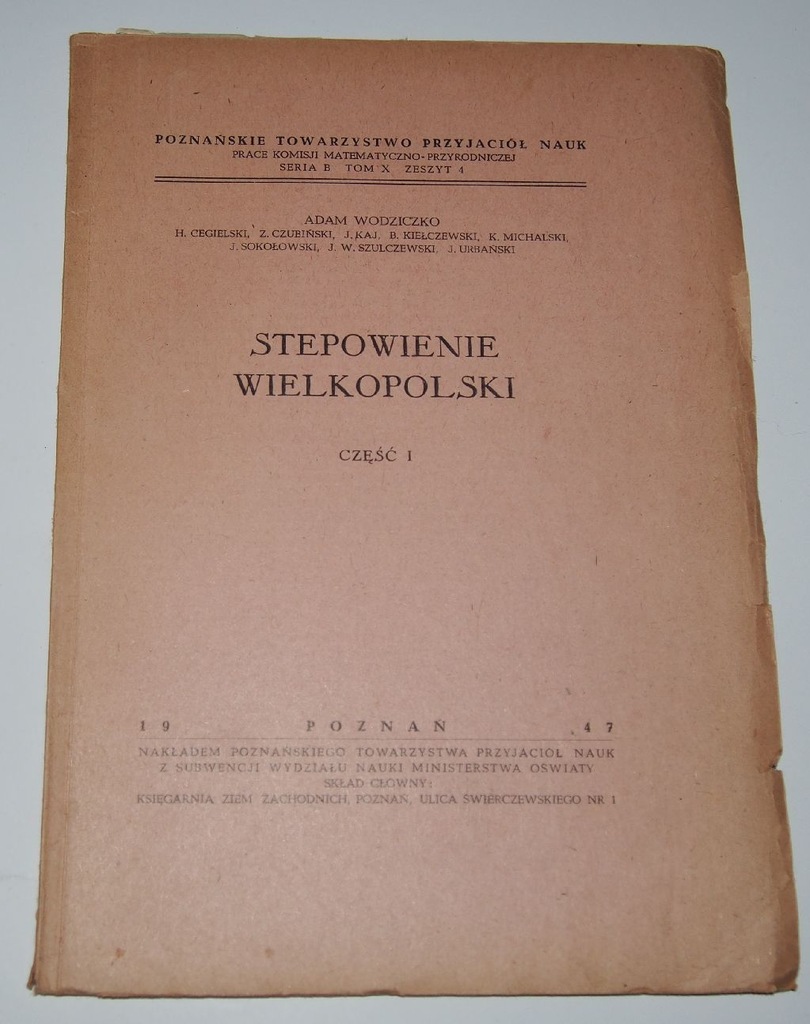 POZNAŃSKIE TOWARZYSTWO PRZYJACIÓŁ NAUK
PRACE KOMISJI MATEMATYCZNO-PRZYRODNICZEJ
SERIA B TOM X ZESZYT 4
ADAM WODZICZKO
H. CEGIELSKI, Z. CZUBIŃSKI, J. KAJ, B. KIEŁCZEWSKI, K. MICHALSKI,
J. SOKOŁOWSKI, J. W. SZULCZEWSKI, J. URBAŃSKI
STEPOWIENIE
WIELKOPOLSKI
CZĘŚĆ I
19 POZNAŃ 47
NAKŁADEM POZNAŃSKIEGO TOWARZYSTWA PRZYJACIÓŁ NAUK
Z SUBWENCJI WYDZIAŁU NAUKI MINISTERSTWA OŚWIATY
SKŁAD GŁÓWNY:
KSIĘGARNIA ZIEM ZACHODNICH, POZNAŃ, ULICA ŚWIERCZEWSKIEGO NR 1